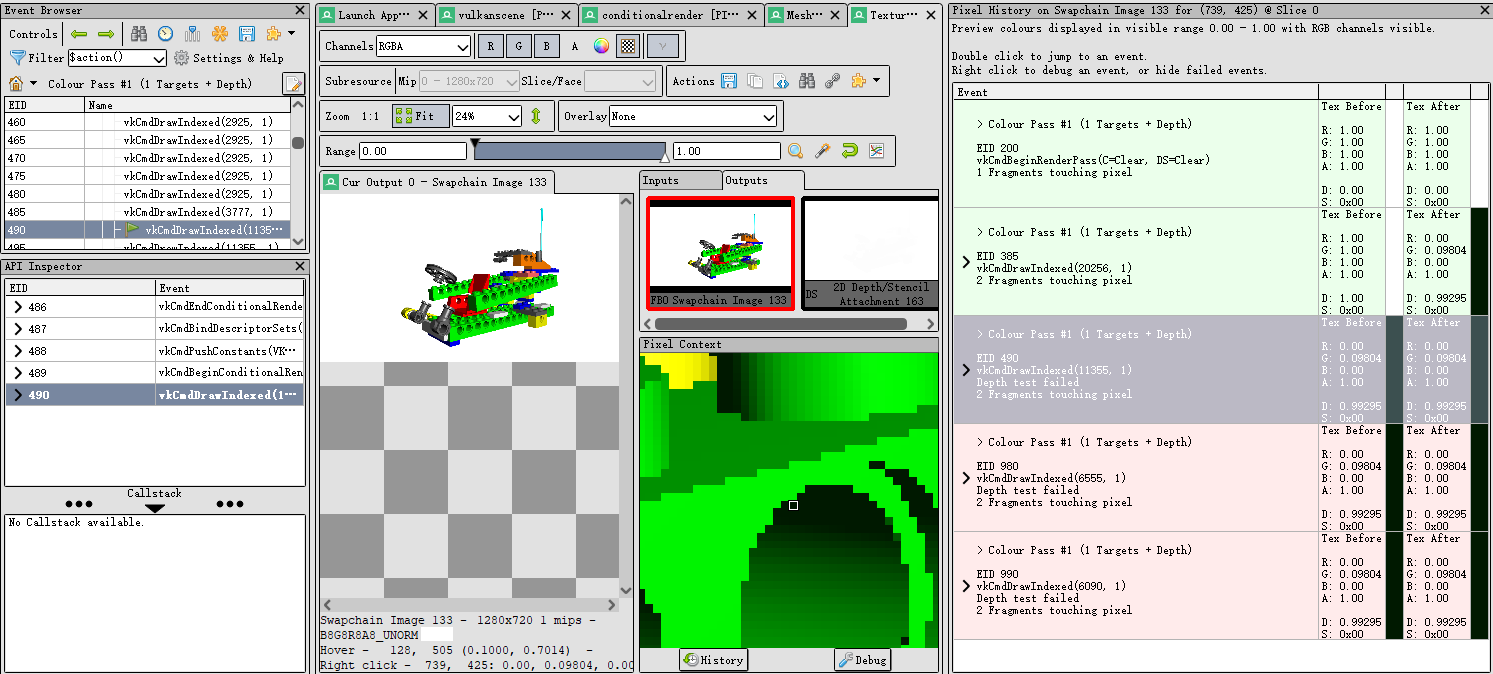 Event Browser
Controls
Filter $action() Settings & Help
Colour Pass #1 (1 Targets + Depth)
EID Name
460 vkCmdDrawIndexed(2925, 1)
465 vkCmdDrawIndexed(2925, 1)
470 vkCmdDrawIndexed(2925, 1)
475 vkCmdDrawIndexed(2925, 1)
480 vkCmdDrawIndexed(2925, 1)
485 vkCmdDrawIndexed(3777, 1)
490 vkCmdDrawIndexed(1135···
495 vkCmdDrawIndexed(11355, 1)
API Inspector
EID Event
486 vkCmdEndConditionalRende
487 vkCmdBindDescriptorSets(
488 vkCmdPushConstants(VK···
489 vkCmdBeginConditionalRen
490 vkCmdDrawIndexed(1···
Callstack
No Callstack available.
Launch App··· vulkanscene [P··· conditionalrender [PI··· Mesh··· Textur···
Channels RGBA R G B A γ
Subresource Mip 0 - 1280x720 Slice/Face Actions
Zoom 1:1 Fit 24% Overlay None
Range 0.00 1.00
Cur Output 0 - Swapchain Image 133
Swapchain Image 133 - 1280x720 1 mips -
B8G8R8A8_UNORM
Hover - 128, 505 (0.1000, 0.7014) -
Right click - 739, 425: 0.00, 0.09804, 0.00
Inputs Outputs
FBO Swapchain Image 133
DS 2D Depth/Stencil
Attachment 163
Pixel Context
History Debug
Pixel History on Swapchain Image 133 for (739, 425) @ Slice 0
Preview colours displayed in visible range 0.00 - 1.00 with RGB channels visible.
Double click to jump to an event.
Right click to debug an event, or hide failed events.
Event
> Colour Pass #1 (1 Targets + Depth)
EID 200
vkCmdBeginRenderPass(C=Clear, DS=Clear)
1 Fragments touching pixel
Tex Before
R: 1.00
G: 1.00
B: 1.00
A: 1.00
D: 0.00
S: 0x00
Tex After
R: 1.00
G: 1.00
B: 1.00
A: 1.00
D: 0.00
S: 0x00
> Colour Pass #1 (1 Targets + Depth)
EID 385
vkCmdDrawIndexed(20256, 1)
2 Fragments touching pixel
Tex Before
R: 1.00
G: 1.00
B: 1.00
A: 1.00
D: 1.00
S: 0x00
Tex After
R: 0.00
G: 0.09804
B: 0.00
A: 1.00
D: 0.99295
S: 0x00
> Colour Pass #1 (1 Targets + Depth)
EID 490
vkCmdDrawIndexed(11355, 1)
Depth test failed
2 Fragments touching pixel
Tex Before
R: 0.00
G: 0.09804
B: 0.00
A: 1.00
D: 0.99295
S: 0x00
Tex After
R: 0.00
G: 0.09804
B: 0.00
A: 1.00
D: 0.99295
S: 0x00
> Colour Pass #1 (1 Targets + Depth)
EID 980
vkCmdDrawIndexed(6555, 1)
Depth test failed
2 Fragments touching pixel
Tex Before
R: 0.00
G: 0.09804
B: 0.00
A: 1.00
D: 0.99295
S: 0x00
Tex After
R: 0.00
G: 0.09804
B: 0.00
A: 1.00
D: 0.99295
S: 0x00
> Colour Pass #1 (1 Targets + Depth)
EID 990
vkCmdDrawIndexed(6090, 1)
Depth test failed
2 Fragments touching pixel
Tex Before
R: 0.00
G: 0.09804
B: 0.00
A: 1.00
D: 0.99295
S: 0x00
Tex After
R: 0.00
G: 0.09804
B: 0.00
A: 1.00
D: 0.99295
S: 0x00